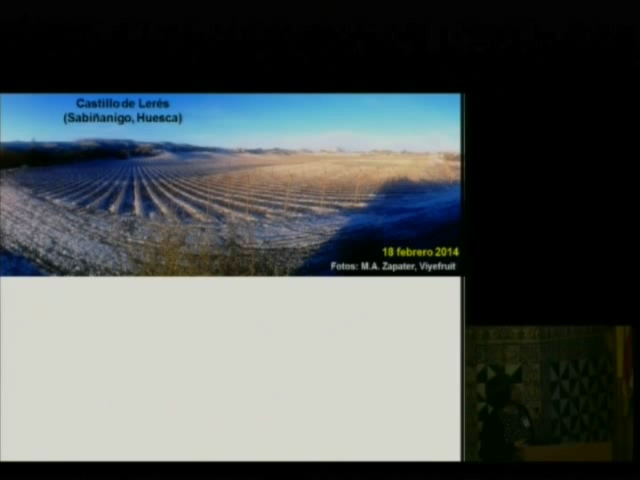 Castillo de Lerés
(Sabiñanigo, Huesca)
18 febrero 2014
Fotos: M.A. Zapater, Viyefruit